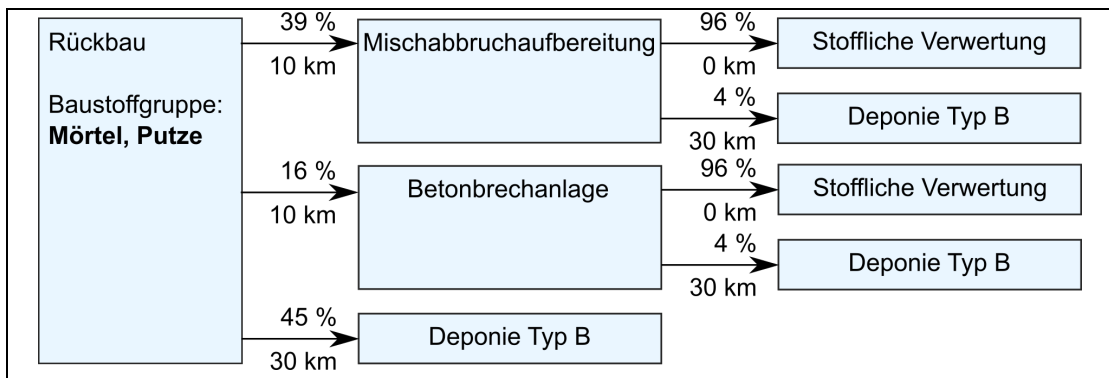 Rückbau
Baustoffgruppe:
Mörtel, Putze
39 %
10 km
Mischabbruchaufbereitung
96 %
0 km
Stoffliche Verwertung
4 %
30 km
Deponie Typ B
16 %
10 km
Betonbrechanlage
96 %
0 km
Stoffliche Verwertung
4 %
30 km
Deponie Typ B
45 %
30 km
Deponie Typ B